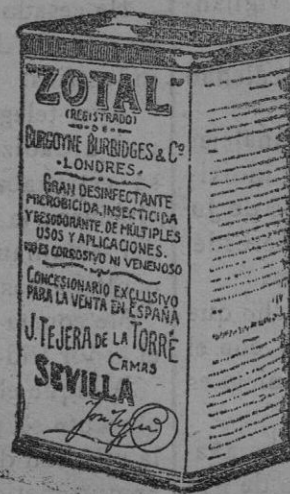 "ZOTAL"
(REGISTRADO)
DE
BURGOYNE BURBIDGES & Cº
• LONDRES •
GRAN DESINFECTANTE
MICROBICIDA, INSECTICIDA
Y DESODORANTE, DE MÚLTIPLES
USOS Y APLICACIONES.
NO ES CORROSIVO NI VENENOSO
CONCESIONARIO EXCLUSIVO
PARA LA VENTA EN ESPAÑA
J. TEJERA DE LA TORRE
CAMAS
SEVILLA